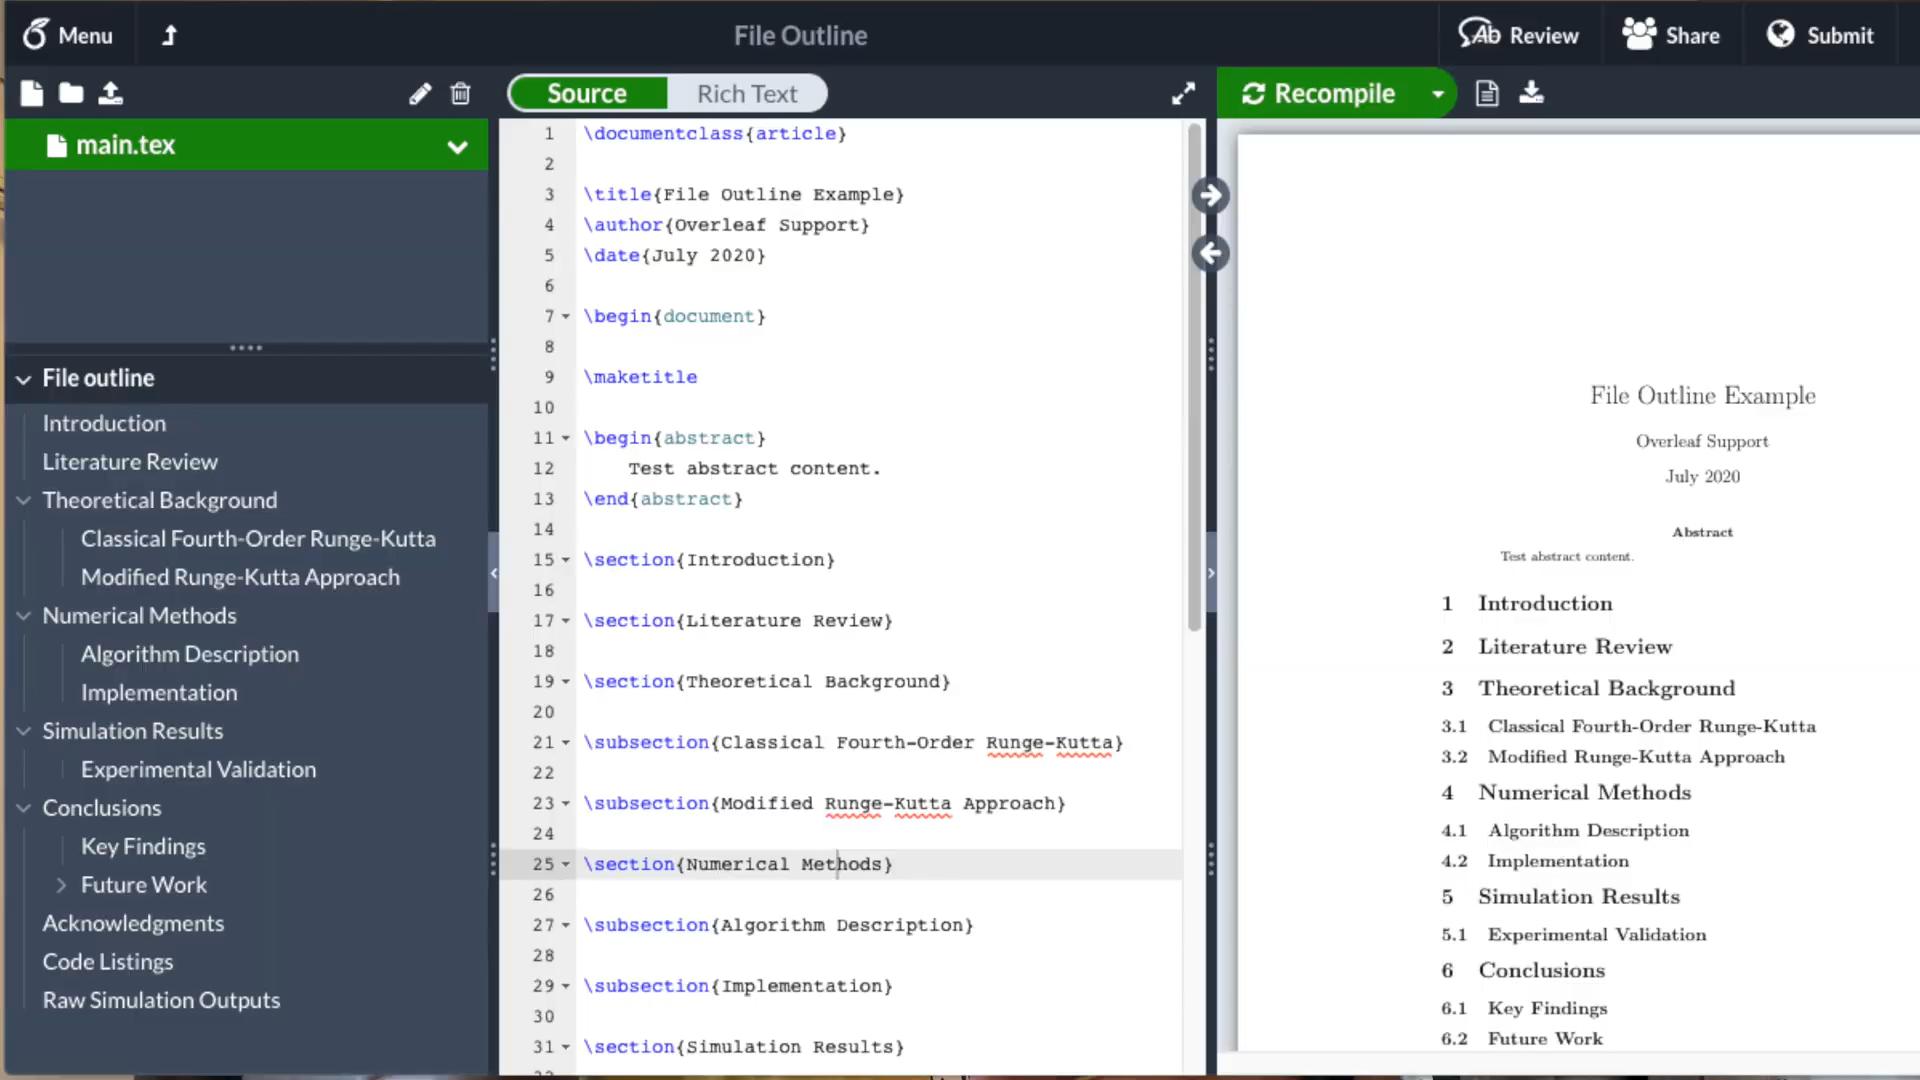 Menu
File Outline
Review
Share
Submit
Source
Rich Text
Recompile
main.tex
File outline
Introduction
Literature Review
Theoretical Background
Classical Fourth-Order Runge-Kutta
Modified Runge-Kutta Approach
Numerical Methods
Algorithm Description
Implementation
Simulation Results
Experimental Validation
Conclusions
Key Findings
Future Work
Acknowledgments
Code Listings
Raw Simulation Outputs
1 \documentclass{article}
2
3 \title{File Outline Example}
4 \author{Overleaf Support}
5 \date{July 2020}
6
7 \begin{document}
8
9 \maketitle
10
11 \begin{abstract}
12 Test abstract content.
13 \end{abstract}
14
15 \section{Introduction}
16
17 \section{Literature Review}
18
19 \section{Theoretical Background}
20
21 \subsection{Classical Fourth-Order Runge-Kutta}
22
23 \subsection{Modified Runge-Kutta Approach}
24
25 \section{Numerical Methods}
26
27 \subsection{Algorithm Description}
28
29 \subsection{Implementation}
30
31 \section{Simulation Results}
File Outline Example
Overleaf Support
July 2020
Abstract
Test abstract content.
1 Introduction
2 Literature Review
3 Theoretical Background
3.1 Classical Fourth-Order Runge-Kutta
3.2 Modified Runge-Kutta Approach
4 Numerical Methods
4.1 Algorithm Description
4.2 Implementation
5 Simulation Results
5.1 Experimental Validation
6 Conclusions
6.1 Key Findings
6.2 Future Work